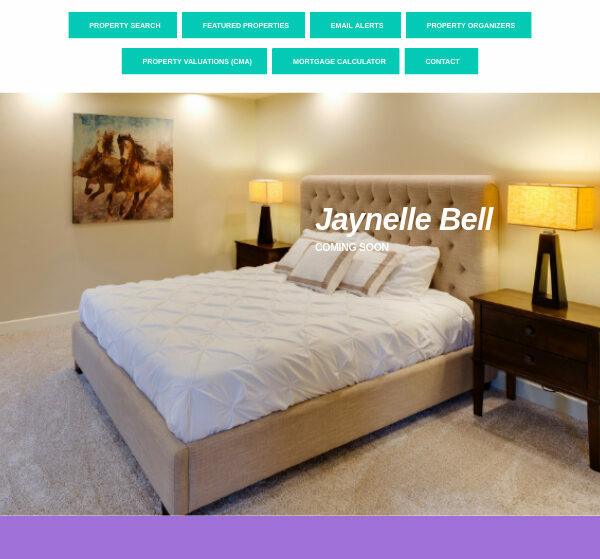 PROPERTY SEARCH
FEATURED PROPERTIES
EMAIL ALERTS
PROPERTY ORGANIZERS
PROPERTY VALUATIONS (CMA)
MORTGAGE CALCULATOR
CONTACT
Jaynelle Bell
COMING SOON